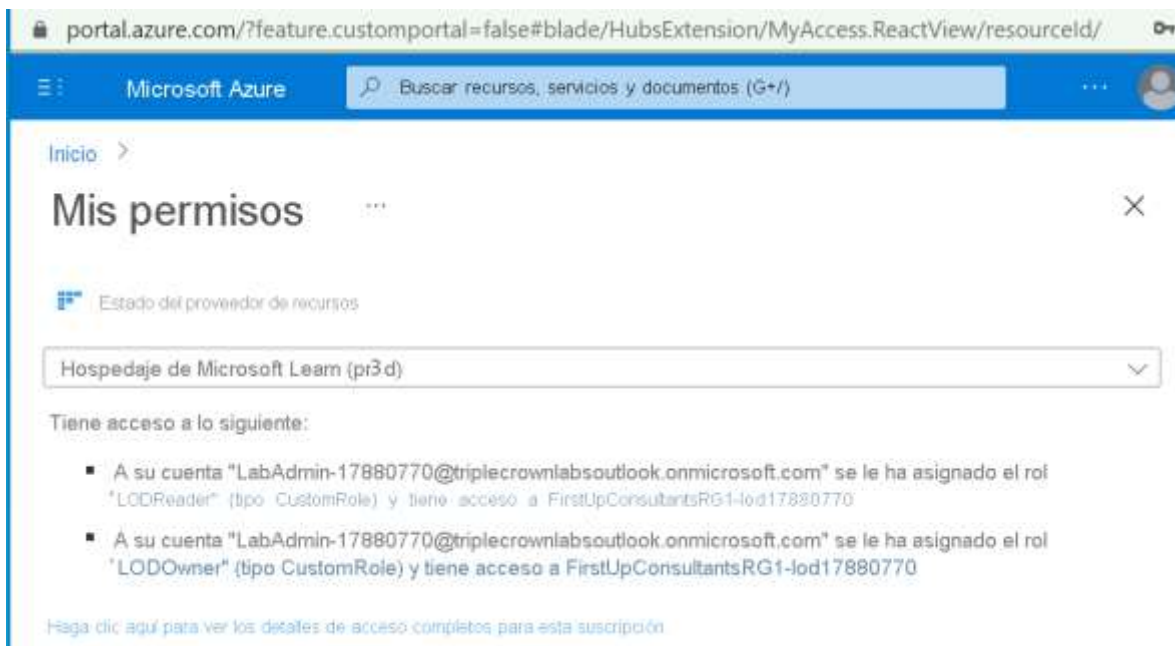 portal.azure.com/?feature.customportal=false#blade/HubsExtension/MyAccess.ReactView/resourceId/
Microsoft Azure
Buscar recursos, servicios y documentos (G+/)
Inicio >
Mis permisos ...
Estado del proveedor de recursos
Hospedaje de Microsoft Learn (pr3d)
Tiene acceso a lo siguiente:
▪ A su cuenta "LabAdmin-17880770@triplecrownlabsoutlook.onmicrosoft.com" se le ha asignado el rol
"LODReader" (tipo CustomRole) y tiene acceso a FirstUpConsultantsRG1-lod17880770
▪ A su cuenta "LabAdmin-17880770@triplecrownlabsoutlook.onmicrosoft.com" se le ha asignado el rol
"LODOwner" (tipo CustomRole) y tiene acceso a FirstUpConsultantsRG1-lod17880770
Haga clic aquí para ver los detalles de acceso completos para esta suscripción